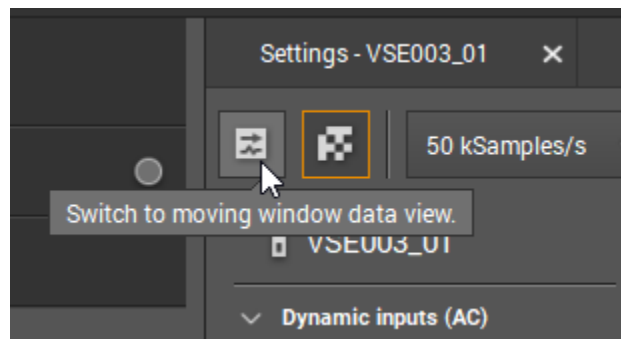 Settings - VSE003_01
50 kSamples/s
Switch to moving window data view.
VSE003_01
Dynamic inputs (AC)